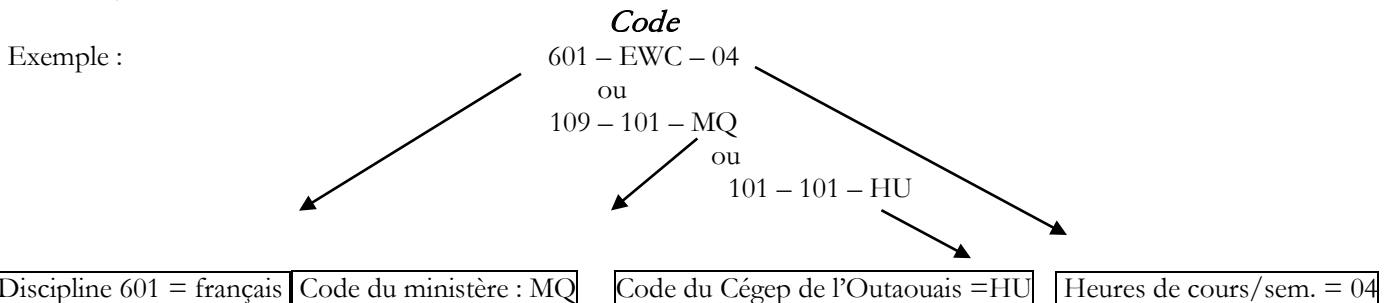 Code
Exemple :
601 – EWC – 04
ou
109 – 101 – MQ
ou
101 – 101 – HU
Discipline 601 = français
Code du ministère : MQ
Code du Cégep de l’Outaouais =HU
Heures de cours/sem. = 04